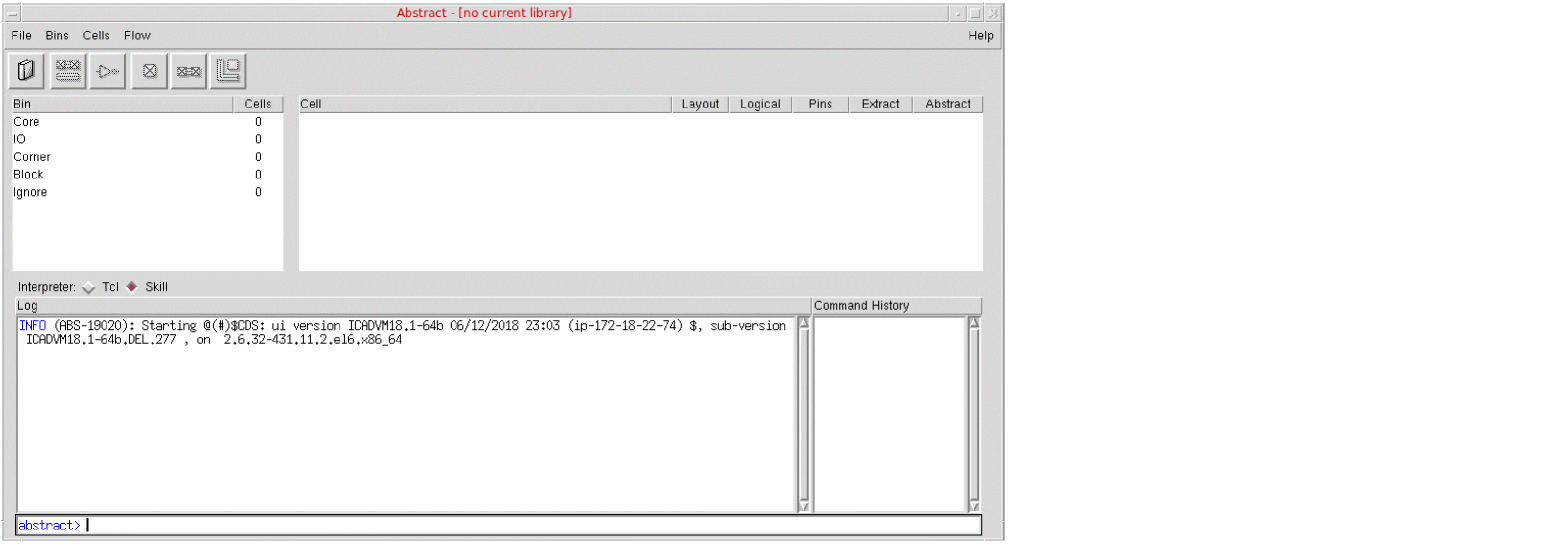 Abstract - [no current library]
File Bins Cells Flow Help
Bin Cells
Core 0
IO 0
Corner 0
Block 0
Ignore 0
Cell Layout Logical Pins Extract Abstract
Interpreter: Tcl Skill
Log
INFO (ABS-19020): Starting @(#)$CDS: ui version ICADVM18.1-64b 06/12/2018 23:03 (ip-172-18-22-74) $, sub-version
ICADVM18.1-64b.DEL.277 , on 2.6.32-431.11.2.el6.x86_64
Command History
abstract>